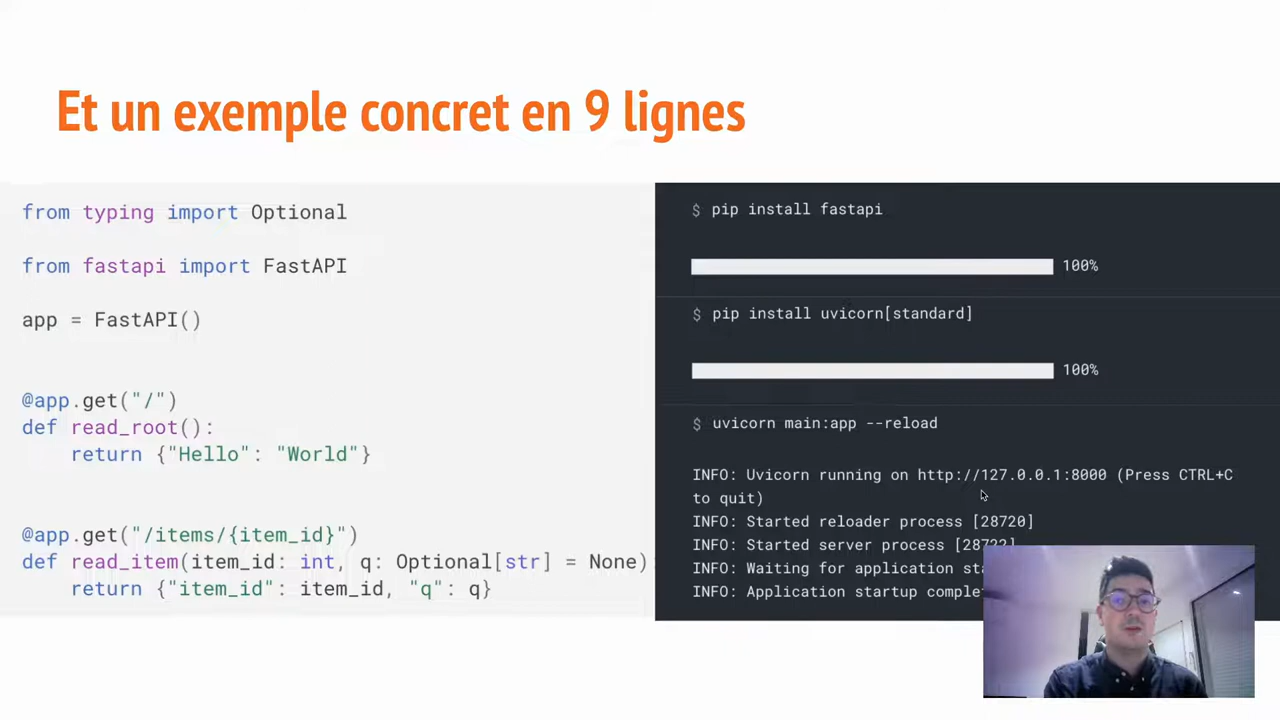 Et un exemple concret en 9 lignes
from typing import Optional
from fastapi import FastAPI
app = FastAPI()
@app.get("/")
def read_root():
    return {"Hello": "World"}
@app.get("/items/{item_id}")
def read_item(item_id: int, q: Optional[str] = None)
    return {"item_id": item_id, "q": q}
$ pip install fastapi
100%
$ pip install uvicorn[standard]
100%
$ uvicorn main:app --reload
INFO: Uvicorn running on http://127.0.0.1:8000 (Press CTRL+C
to quit)
INFO: Started reloader process [28720]
INFO: Started server process [28722]
INFO: Waiting for application
INFO: Application startup